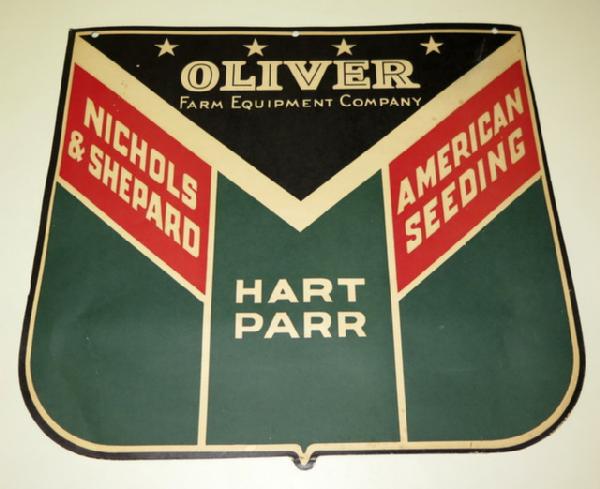 OLIVER
FARM EQUIPMENT COMPANY
NICHOLS
& SHEPARD
AMERICAN
SEEDING
HART
PARR